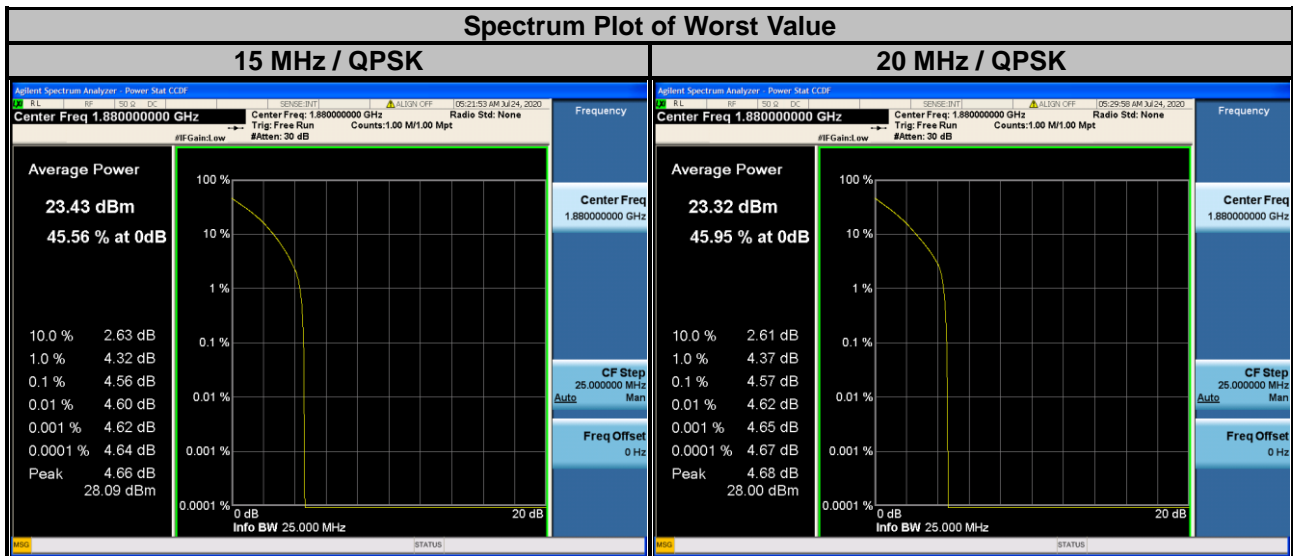 Spectrum Plot of Worst Value
15 MHz / QPSK
20 MHz / QPSK
Agilent Spectrum Analyzer - Power Stat CCDF
RL RF 50 Ω DC SENSE:INT ALIGN OFF 05:21:53 AM Jul 24, 2020
Center Freq 1.880000000 GHz
Center Freq: 1.880000000 GHz Radio Std: None
Trig: Free Run Counts:1.00 M/1.00 Mpt
#IFGain:Low #Atten: 30 dB
Frequency
Average Power
23.43 dBm
45.56 % at 0dB
10.0 % 2.63 dB
1.0 % 4.32 dB
0.1 % 4.56 dB
0.01 % 4.60 dB
0.001 % 4.62 dB
0.0001 % 4.64 dB
Peak 4.66 dB
28.09 dBm
100 %
10 %
1 %
0.1 %
0.01 %
0.001 %
0.0001 %
0 dB 20 dB
Info BW 25.000 MHz
Center Freq
1.880000000 GHz
CF Step
25.000000 MHz
Auto Man
Freq Offset
0 Hz
MSG STATUS
Agilent Spectrum Analyzer - Power Stat CCDF
RL RF 50 Ω DC SENSE:INT ALIGN OFF 05:29:58 AM Jul 24, 2020
Center Freq 1.880000000 GHz
Center Freq: 1.880000000 GHz Radio Std: None
Trig: Free Run Counts:1.00 M/1.00 Mpt
#IFGain:Low #Atten: 30 dB
Frequency
Average Power
23.32 dBm
45.95 % at 0dB
10.0 % 2.61 dB
1.0 % 4.37 dB
0.1 % 4.57 dB
0.01 % 4.62 dB
0.001 % 4.65 dB
0.0001 % 4.67 dB
Peak 4.68 dB
28.00 dBm
100 %
10 %
1 %
0.1 %
0.01 %
0.001 %
0.0001 %
0 dB 20 dB
Info BW 25.000 MHz
Center Freq
1.880000000 GHz
CF Step
25.000000 MHz
Auto Man
Freq Offset
0 Hz
MSG STATUS